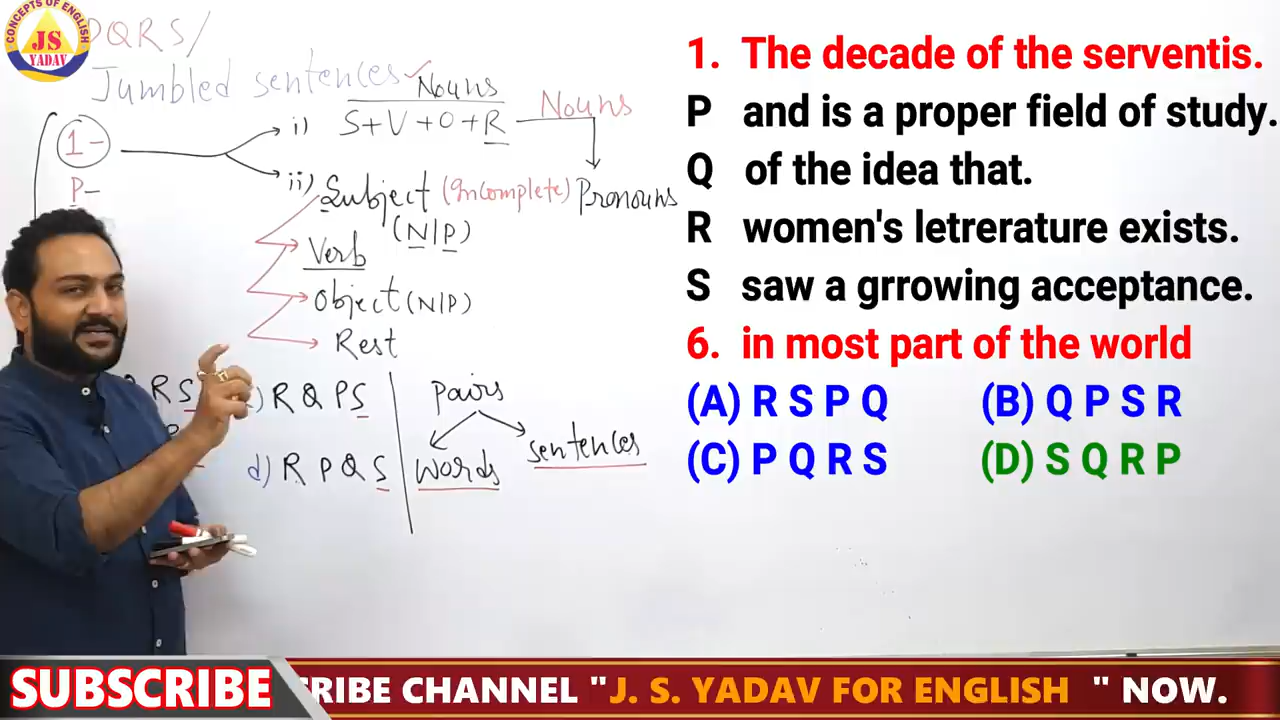 CONCEPTS OF ENGLISH
JS
YADAV
PQRS/
Jumbled sentences
Nouns
1-
i) S+V+O+R
Nouns
P-
ii) Subject (Incomplete)
Pronouns
(N/P)
Verb
Object (N/P)
Rest
R S
) R Q P S
d) R P Q S
pairs
words
sentences
1. The decade of the serventis.
P and is a proper field of study.
Q of the idea that.
R women's letrerature exists.
S saw a grrowing acceptance.
6. in most part of the world
(A) R S P Q
(B) Q P S R
(C) P Q R S
(D) S Q R P
SUBSCRIBE
CRIBE CHANNEL "J. S. YADAV FOR ENGLISH " NOW.